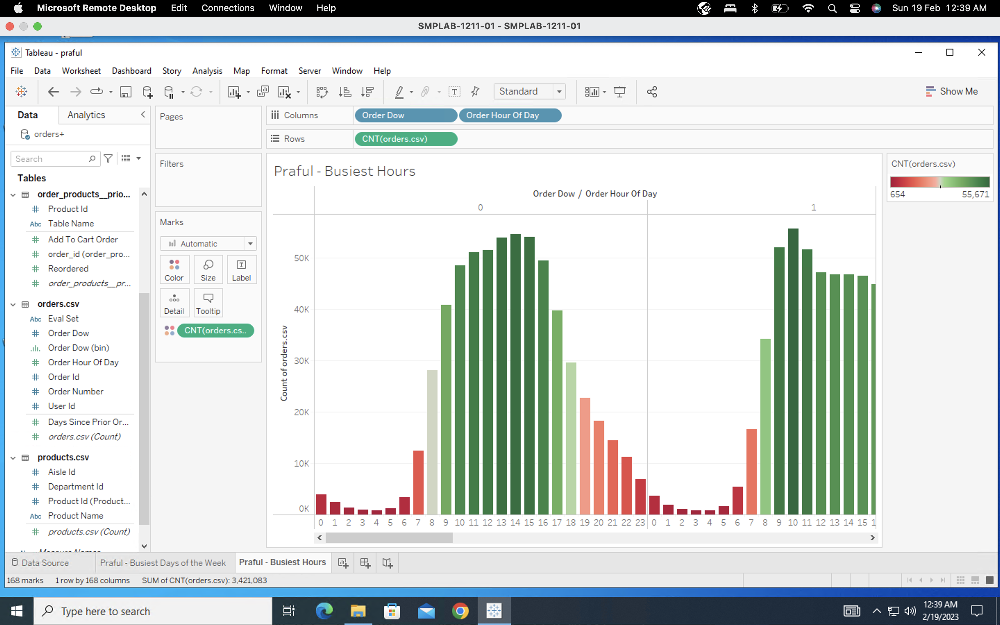 Microsoft Remote Desktop Edit Connections Window Help Sun 19 Feb 12:39 AM
SMPLAB-1211-01 - SMPLAB-1211-01
Tableau - praful
File Data Worksheet Dashboard Story Analysis Map Format Server Window Help
Standard Show Me
Data Analytics
orders+
Search
Tables
order_products__prio...
Product Id
Abc Table Name
Add To Cart Order
order_id (order_pro...
Reordered
order_products__pr...
orders.csv
Abc Eval Set
Order Dow
Order Dow (bin)
Order Hour Of Day
Order Id
Order Number
User Id
Days Since Prior Or...
orders.csv (Count)
products.csv
Aisle Id
Department Id
Product Id (Product...
Abc Product Name
products.csv (Count)
Pages
Filters
Marks
Automatic
Color Size Label
Detail Tooltip
CNT(orders.cs..
Columns Order Dow Order Hour Of Day
Rows CNT(orders.csv)
Praful - Busiest Hours
Order Dow / Order Hour Of Day
0 1
Count of orders.csv
50K
40K
30K
20K
10K
0K
0 1 2 3 4 5 6 7 8 9 10 11 12 13 14 15 16 17 18 19 20 21 22 23 0 1 2 3 4 5 6 7 8 9 10 11 12 13 14 15 1
CNT(orders.csv)
654 55,671
Data Source Praful - Busiest Days of the Week Praful - Busiest Hours
168 marks 1 row by 168 columns SUM of CNT(orders.csv): 3,421,083
Type here to search
12:39 AM
2/19/2023